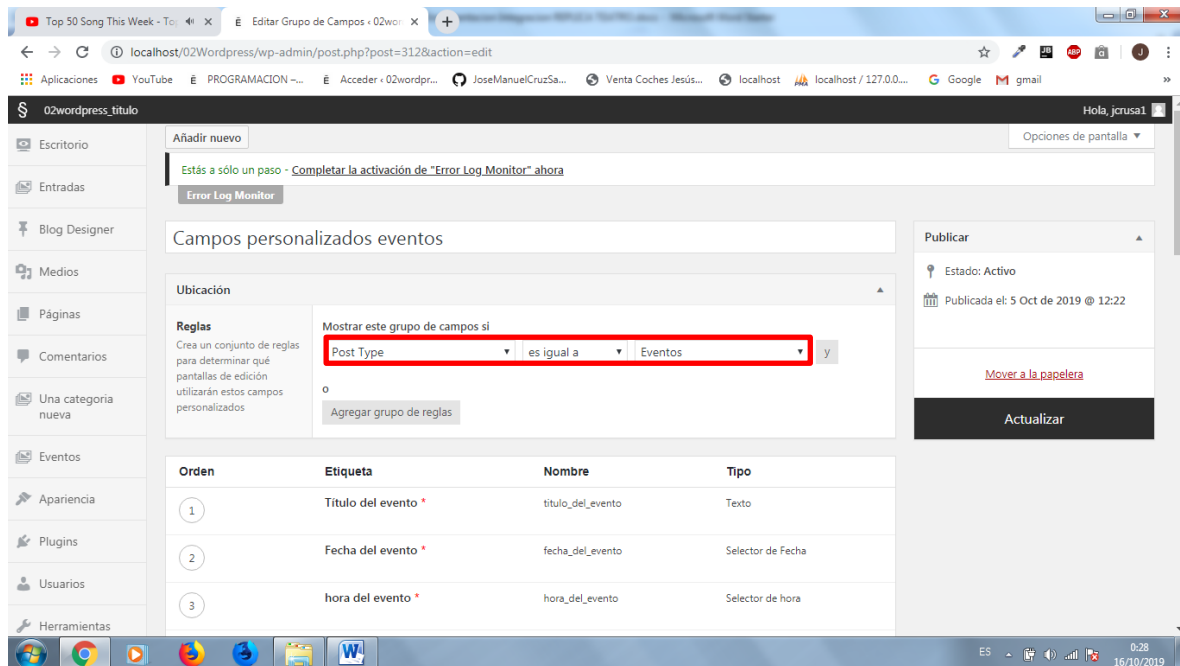 Top 50 Song This Week - To
Editar Grupo de Campos ‹ 02wor
localhost/02Wordpress/wp-admin/post.php?post=312&action=edit
Aplicaciones YouTube PROGRAMACION –... Acceder ‹ 02wordpr... JoseManuelCruzSa... Venta Coches Jesús... localhost localhost / 127.0.0.... Google gmail »
§ 02wordpress_titulo
Hola, jcrusa1
Escritorio
Entradas
Blog Designer
Medios
Páginas
Comentarios
Una categoria
nueva
Eventos
Apariencia
Plugins
Usuarios
Herramientas
Añadir nuevo
Opciones de pantalla ▼
Estás a sólo un paso - Completar la activación de "Error Log Monitor" ahora
Error Log Monitor
Campos personalizados eventos
Ubicación
Reglas
Crea un conjunto de reglas
para determinar qué
pantallas de edición
utilizarán estos campos
personalizados
Mostrar este grupo de campos si
Post Type es igual a Eventos y
o
Agregar grupo de reglas
Orden Etiqueta Nombre Tipo
1 Título del evento * titulo_del_evento Texto
2 Fecha del evento * fecha_del_evento Selector de Fecha
3 hora del evento * hora_del_evento Selector de hora
Publicar
Estado: Activo
Publicada el: 5 Oct de 2019 @ 12:22
Mover a la papelera
Actualizar
ES
0:28
16/10/2019